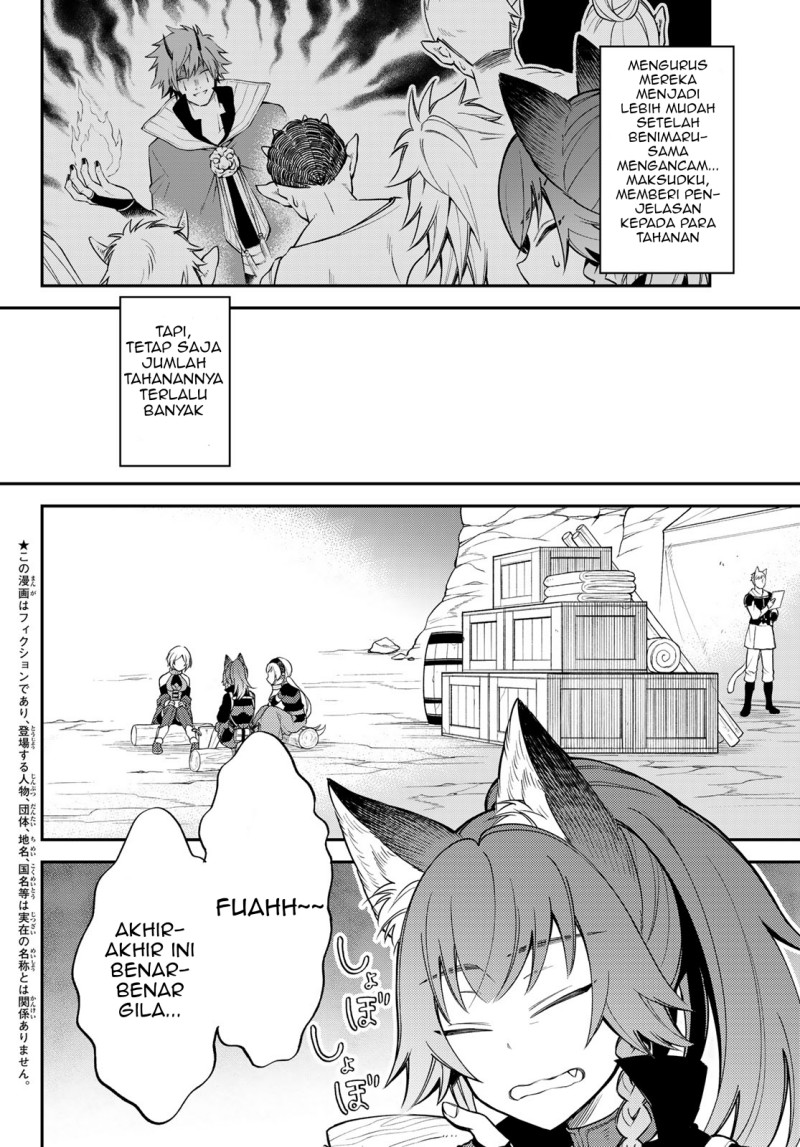 MENGURUS
MEREKA
MENJADI
LEBIH MUDAH
SETELAH
BENIMARU-
SAMA
MENGANCAM...
MAKSUDKU,
MEMBERI PEN-
JELASAN
KEPADA PARA
TAHANAN
TAPI,
TETAP SAJA
JUMLAH
TAHANANNYA
TERLALU
BANYAK
FUAHH~~
AKHIR-
AKHIR INI
BENAR-
BENAR
GILA...
しょぼ
しょぼ
★この漫画はフィクションであり、登場する人物、団体、地名、国名等は実在の名称とは関係ありません。